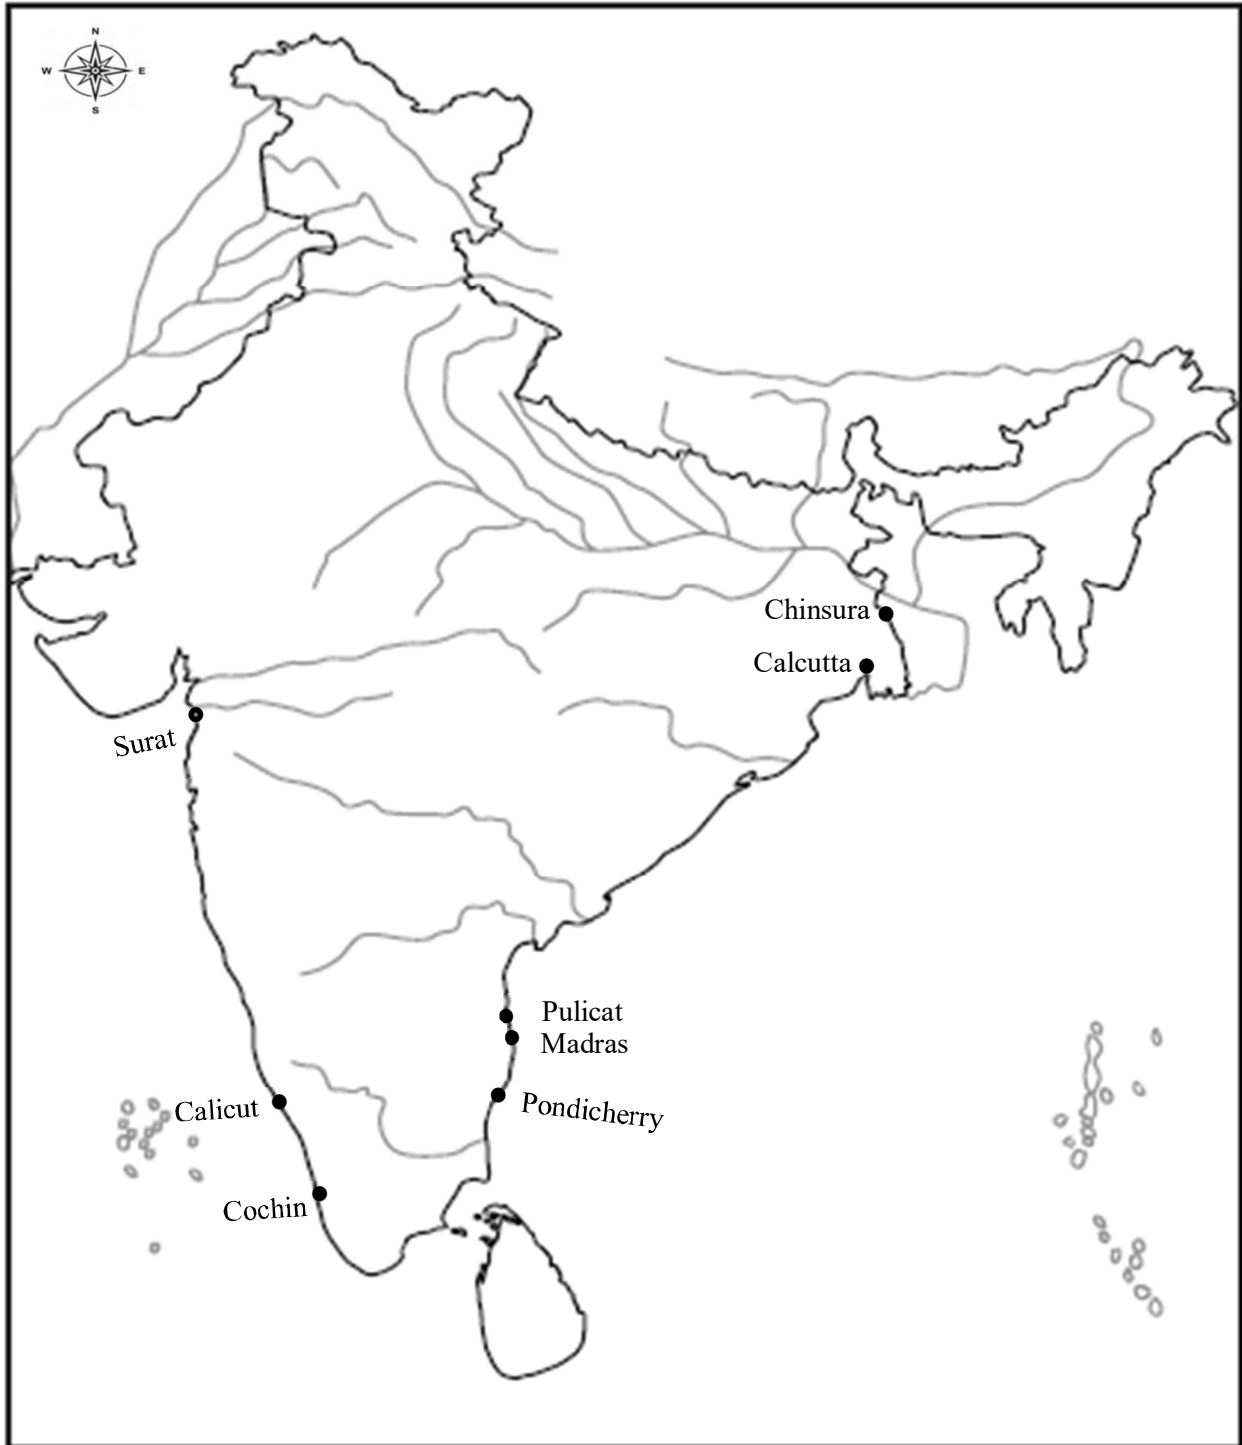 N
W E
S
Chinsura
Calcutta
Surat
Pulicat
Madras
Pondicherry
Calicut
Cochin